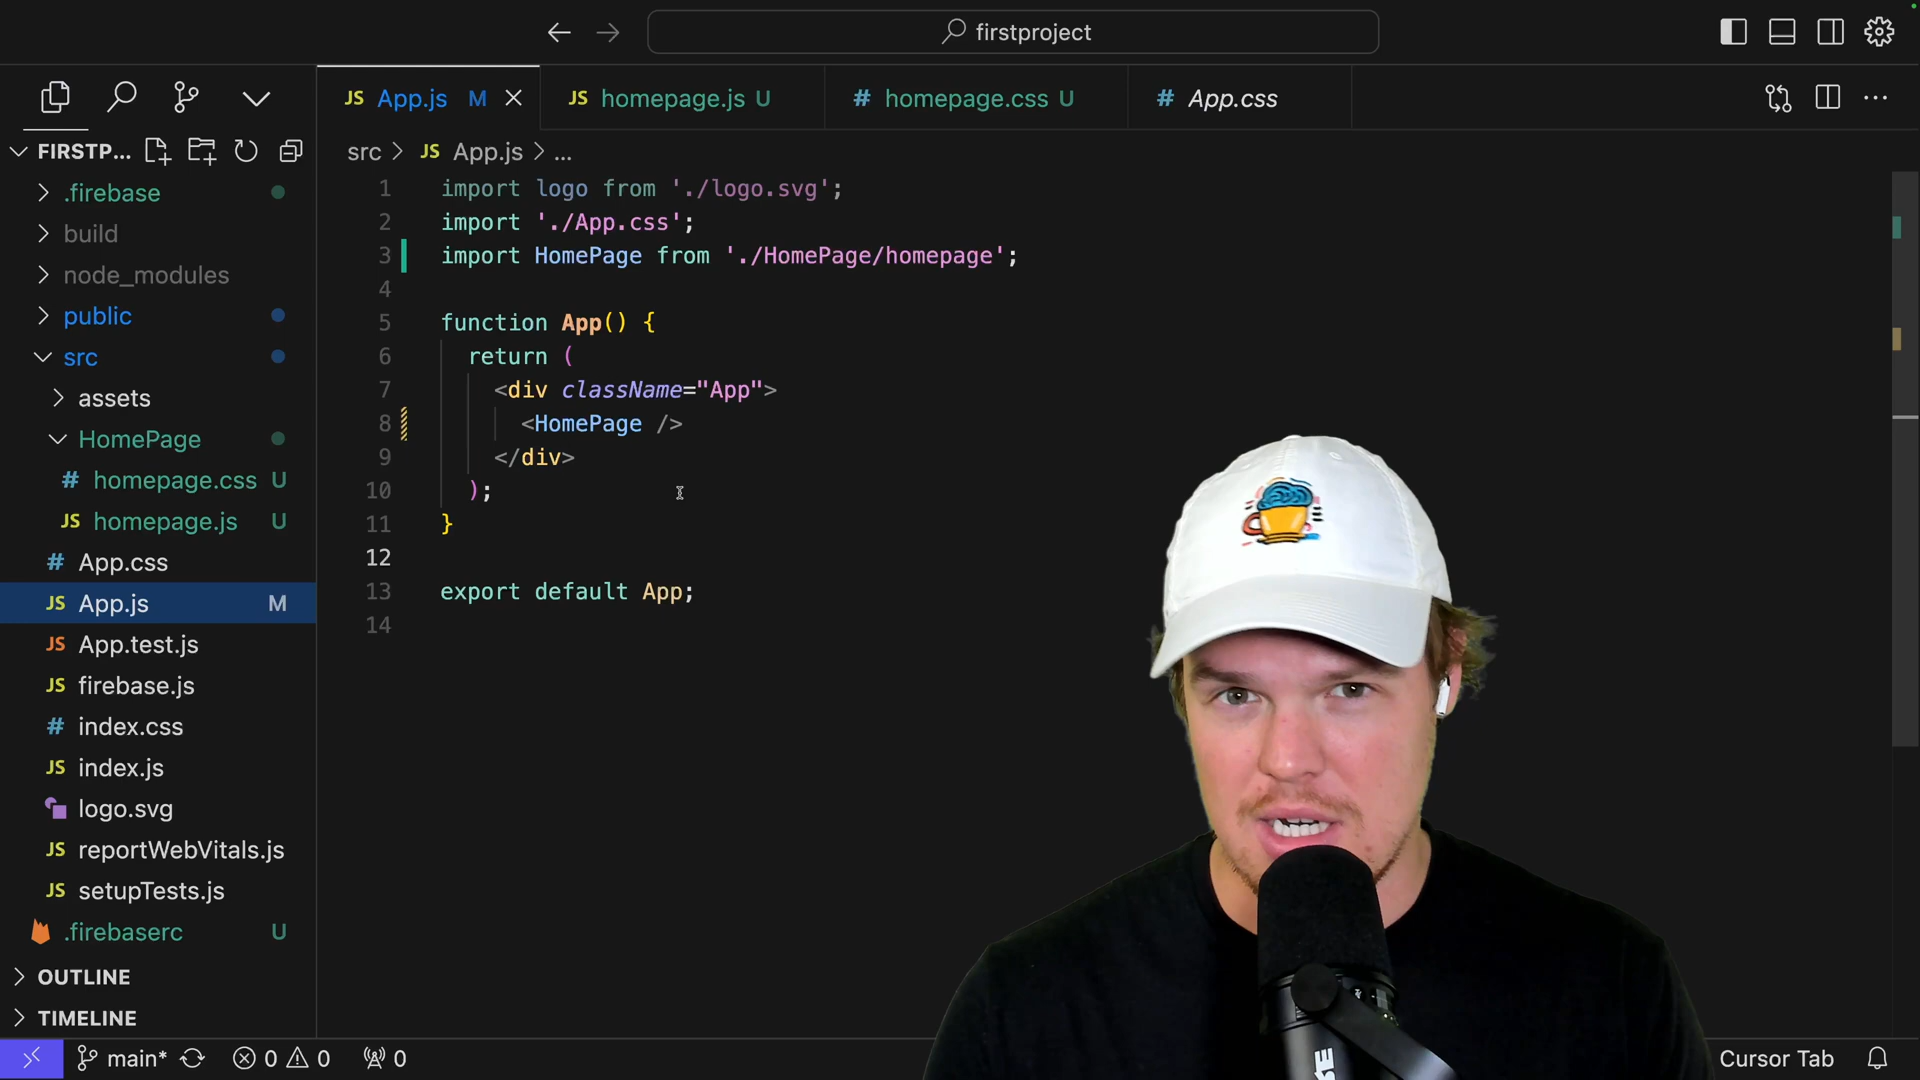 firstproject
JS App.js M
JS homepage.js U
# homepage.css U
# App.css
FIRSTP...
src > JS App.js > ...
.firebase
build
node_modules
public
src
assets
HomePage
# homepage.css U
JS homepage.js U
# App.css
JS App.js M
JS App.test.js
JS firebase.js
# index.css
JS index.js
logo.svg
JS reportWebVitals.js
JS setupTests.js
.firebaserc U
OUTLINE
TIMELINE
1 import logo from './logo.svg';
2 import './App.css';
3 import HomePage from './HomePage/homepage';
4
5 function App() {
6 return (
7 <div className="App">
8 <HomePage />
9 </div>
10 );
11 }
12
13 export default App;
14
main* 0 0 0
Cursor Tab